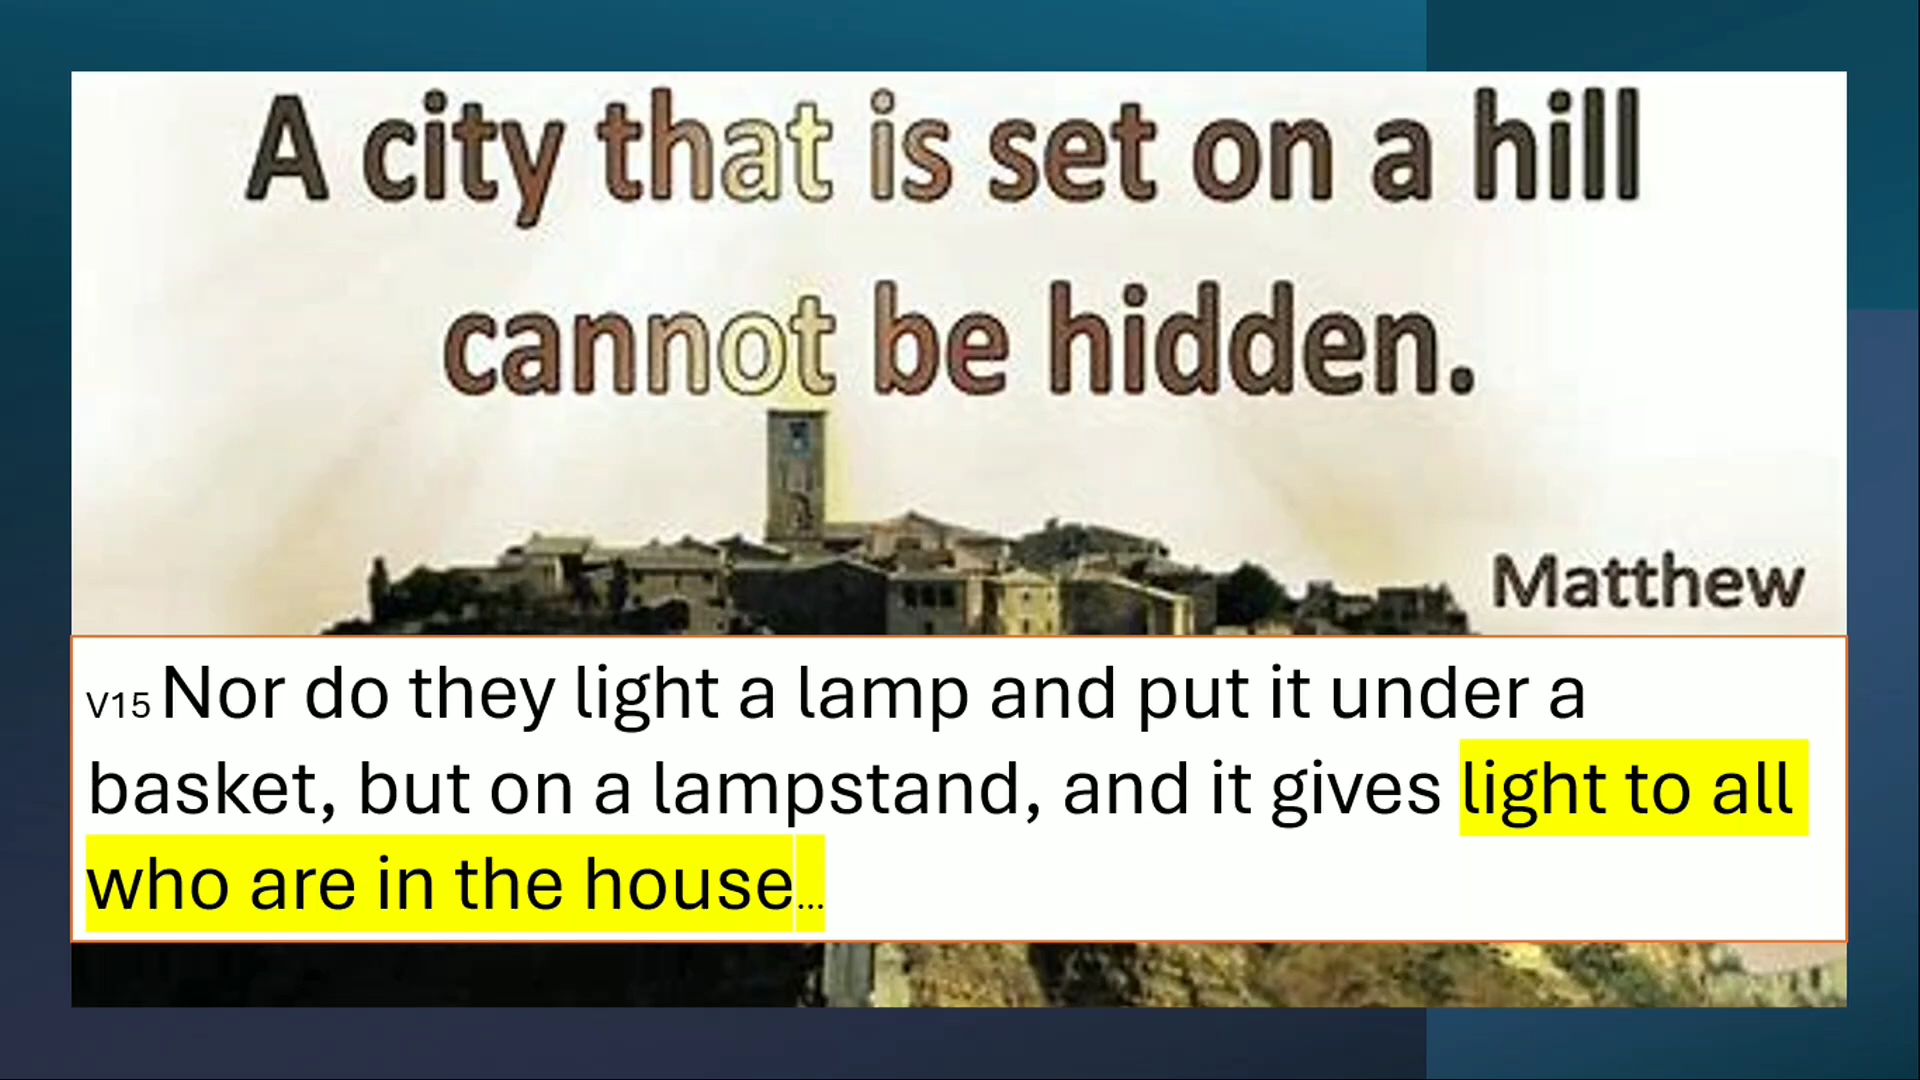 A city that is set on a hill
cannot be hidden.
Matthew
V15 Nor do they light a lamp and put it under a
basket, but on a lampstand, and it gives light to all
who are in the house...